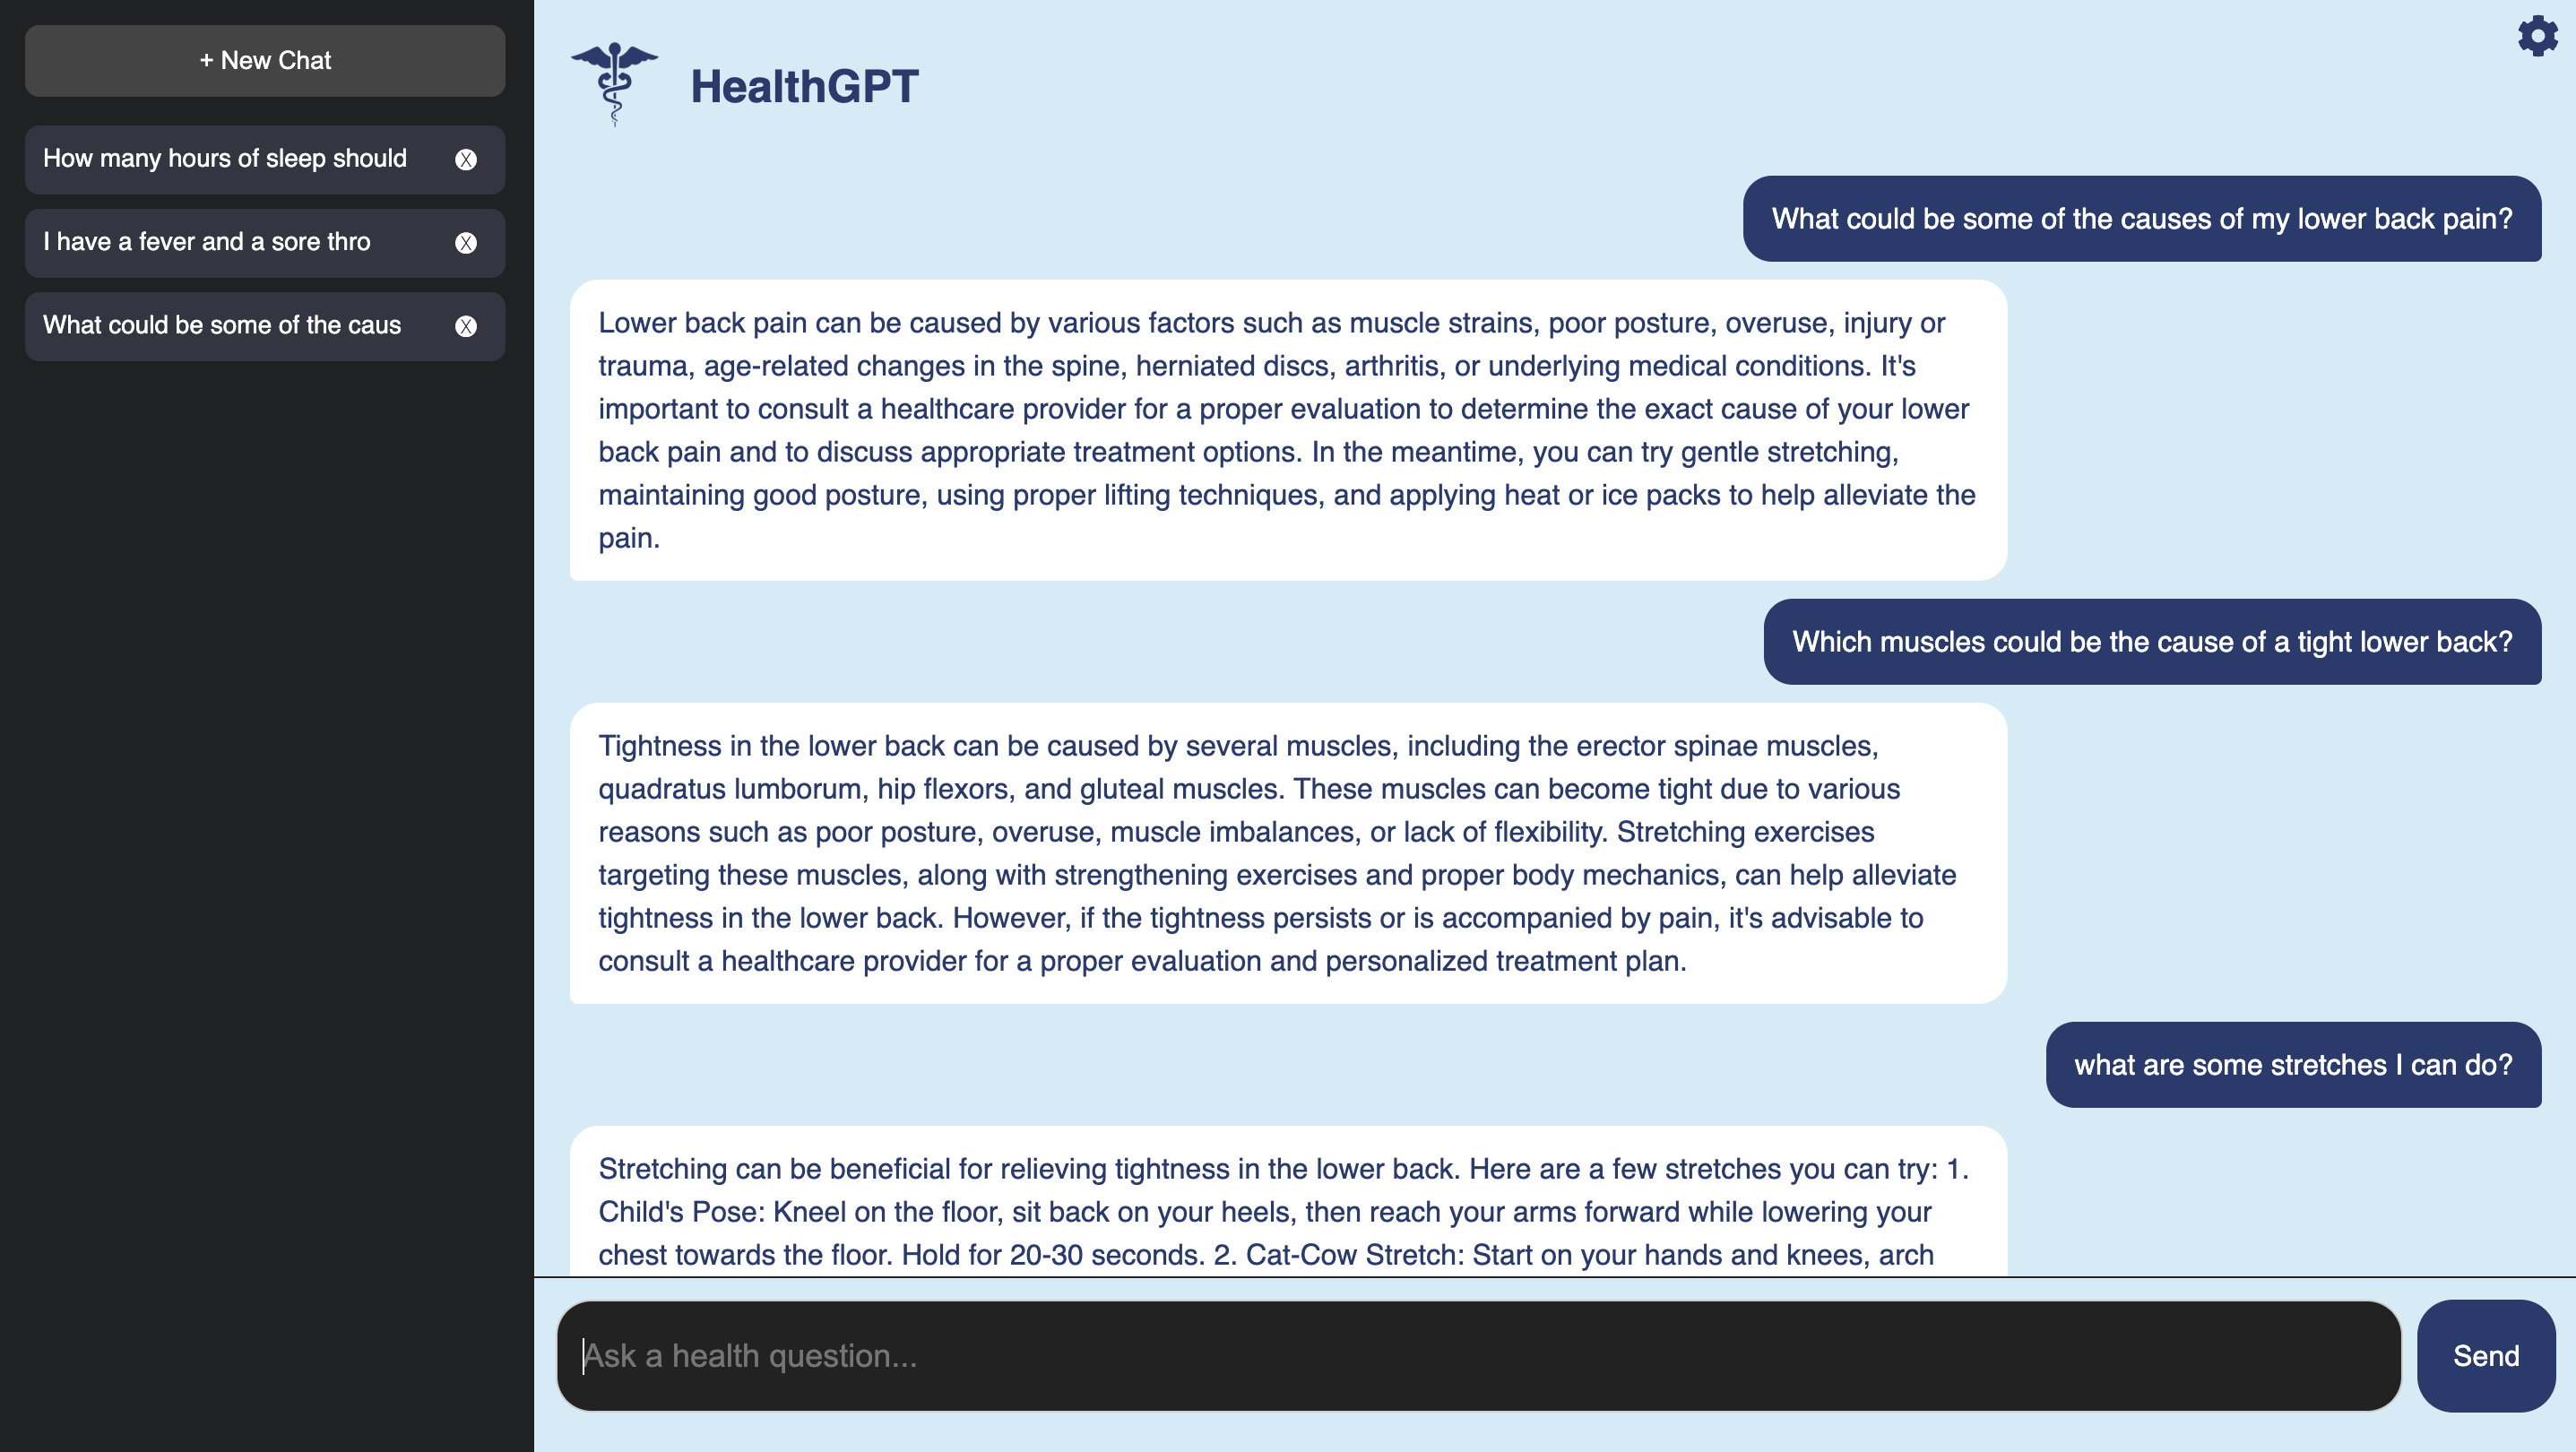 + New Chat
How many hours of sleep should
X
I have a fever and a sore thro
X
What could be some of the caus
X
HealthGPT
What could be some of the causes of my lower back pain?
Lower back pain can be caused by various factors such as muscle strains, poor posture, overuse, injury or
trauma, age-related changes in the spine, herniated discs, arthritis, or underlying medical conditions. It's
important to consult a healthcare provider for a proper evaluation to determine the exact cause of your lower
back pain and to discuss appropriate treatment options. In the meantime, you can try gentle stretching,
maintaining good posture, using proper lifting techniques, and applying heat or ice packs to help alleviate the
pain.
Which muscles could be the cause of a tight lower back?
Tightness in the lower back can be caused by several muscles, including the erector spinae muscles,
quadratus lumborum, hip flexors, and gluteal muscles. These muscles can become tight due to various
reasons such as poor posture, overuse, muscle imbalances, or lack of flexibility. Stretching exercises
targeting these muscles, along with strengthening exercises and proper body mechanics, can help alleviate
tightness in the lower back. However, if the tightness persists or is accompanied by pain, it's advisable to
consult a healthcare provider for a proper evaluation and personalized treatment plan.
what are some stretches I can do?
Stretching can be beneficial for relieving tightness in the lower back. Here are a few stretches you can try: 1.
Child's Pose: Kneel on the floor, sit back on your heels, then reach your arms forward while lowering your
chest towards the floor. Hold for 20-30 seconds. 2. Cat-Cow Stretch: Start on your hands and knees, arch
Ask a health question...
Send